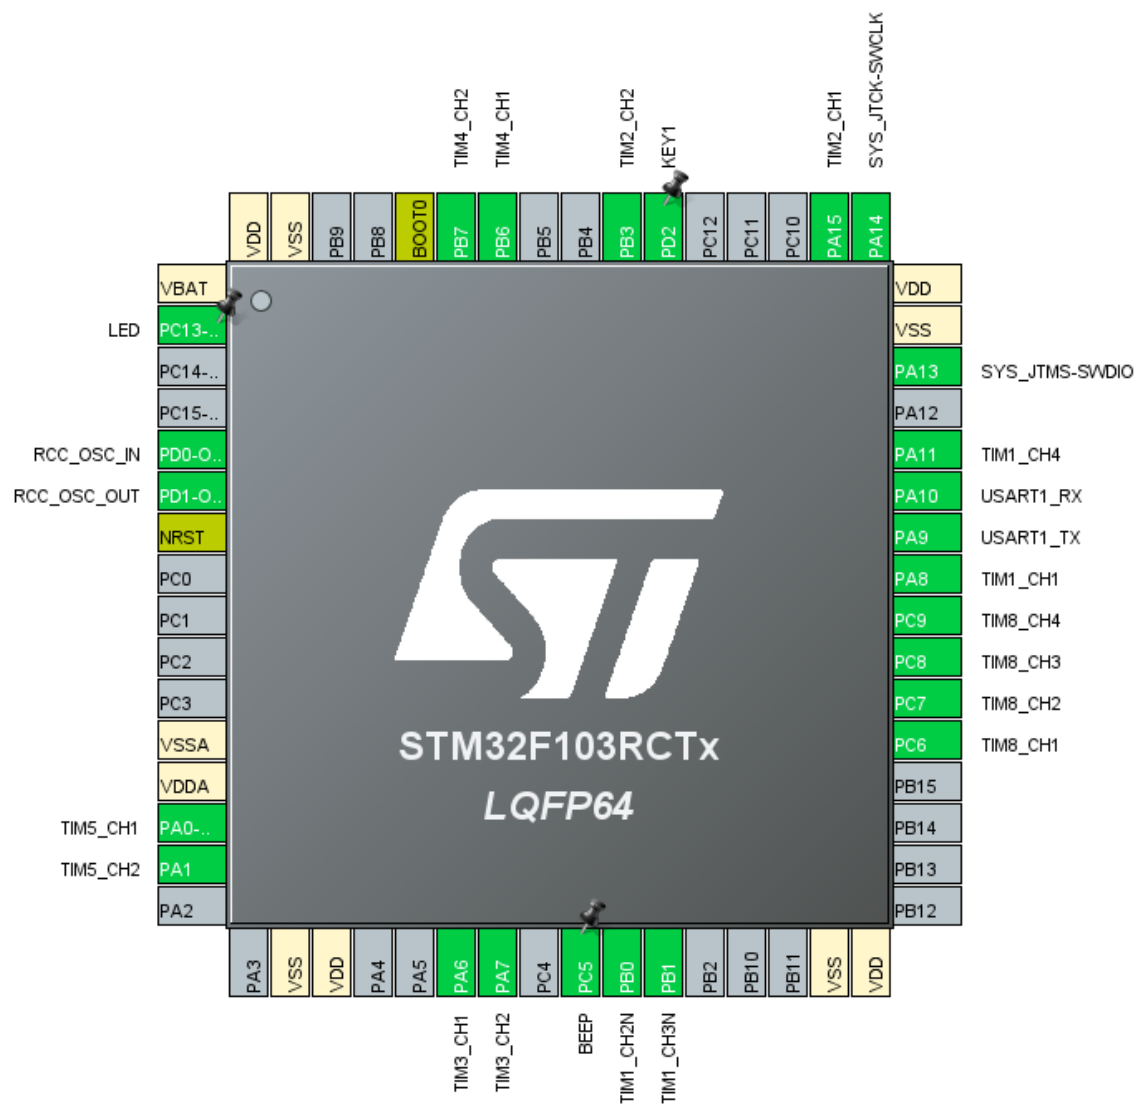 TIM4_CH2
TIM4_CH1
TIM2_CH2
KEY1
TIM2_CH1
SYS_JTCK-SWCLK
VDD
VSS
PB9
PB8
BOOT0
PB7
PB6
PB5
PB4
PB3
PD2
PC12
PC11
PC10
PA15
PA14
VBAT
LED PC13-..
PC14-..
PC15-..
RCC_OSC_IN PD0-O..
RCC_OSC_OUT PD1-O..
NRST
PC0
PC1
PC2
PC3
VSSA
VDDA
TIM5_CH1 PA0-..
TIM5_CH2 PA1
PA2
VDD
VSS
PA13 SYS_JTMS-SWDIO
PA12
PA11 TIM1_CH4
PA10 USART1_RX
PA9 USART1_TX
PA8 TIM1_CH1
PC9 TIM8_CH4
PC8 TIM8_CH3
PC7 TIM8_CH2
PC6 TIM8_CH1
PB15
PB14
PB13
PB12
ST
STM32F103RCTx
LQFP64
PA3
VSS
VDD
PA4
PA5
PA6
PA7
PC4
PC5
PB0
PB1
PB2
PB10
PB11
VSS
VDD
TIM3_CH1
TIM3_CH2
BEEP
TIM1_CH2N
TIM1_CH3N